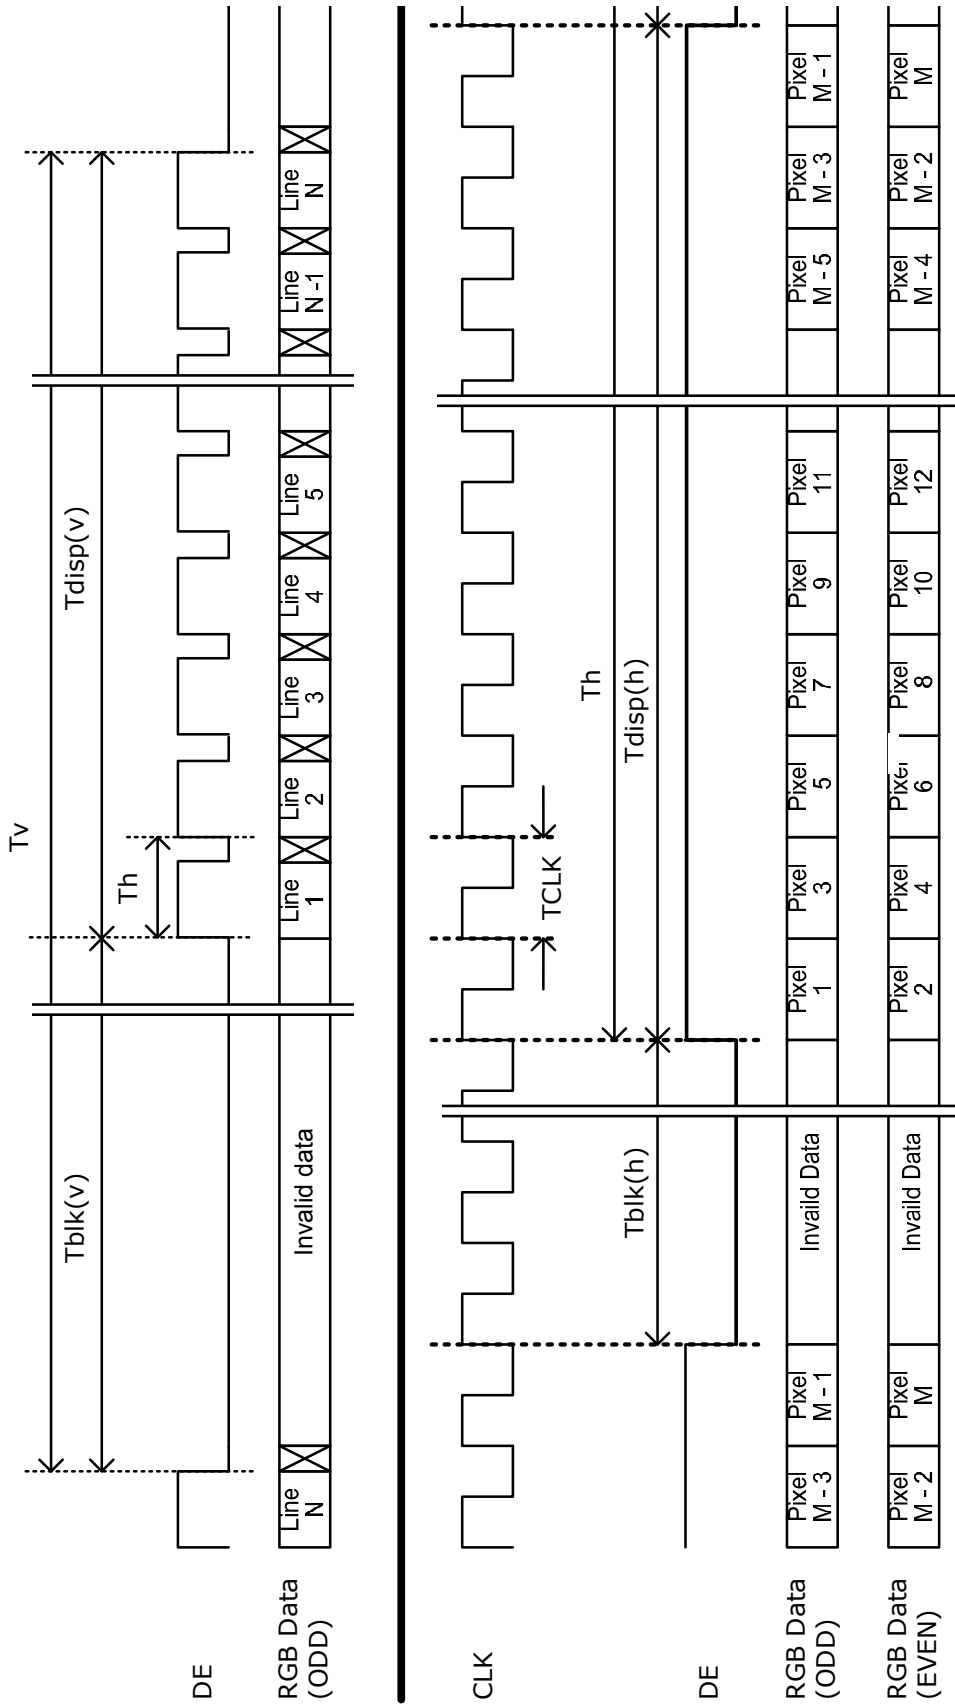 Tv
Tblk(v)
Tdisp(v)
Th
DE
RGB Data
(ODD)
Line
N
Invalid data
Line
1
Line
2
Line
3
Line
4
Line
5
Line
N -1
Line
N
CLK
TCLK
Th
Tblk(h)
Tdisp(h)
DE
RGB Data
(ODD)
Pixel
M - 3
Pixel
M - 1
Invaild Data
Pixel
1
Pixel
3
Pixel
5
Pixel
7
Pixel
9
Pixel
11
Pixel
M - 5
Pixel
M - 3
Pixel
M - 1
RGB Data
(EVEN)
Pixel
M - 2
Pixel
M
Invaild Data
Pixel
2
Pixel
4
Pixel
6
Pixel
8
Pixel
10
Pixel
12
Pixel
M - 4
Pixel
M - 2
Pixel
M